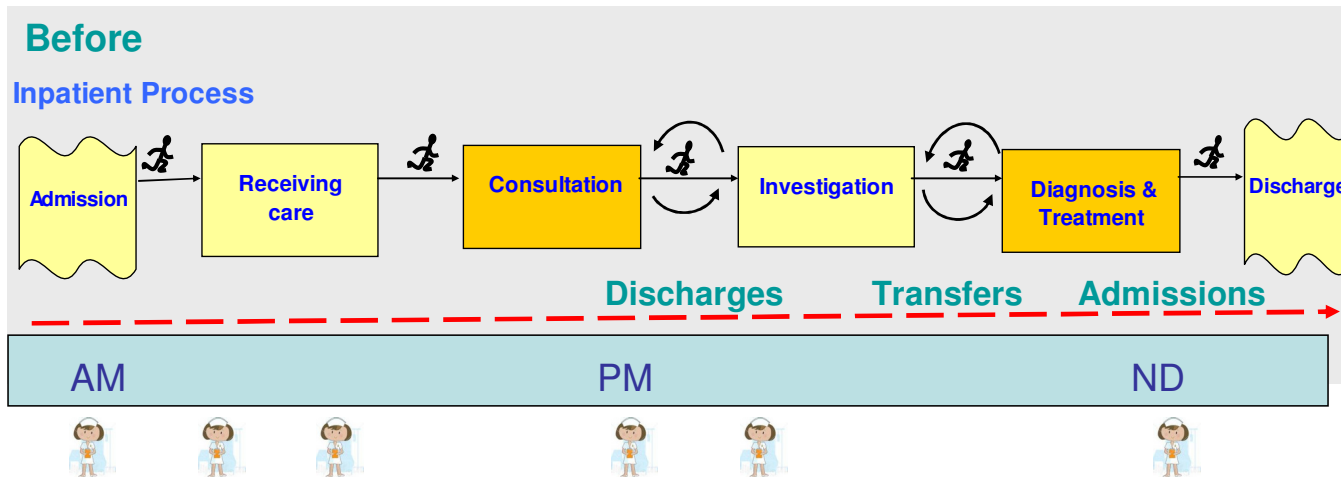 Before
Inpatient Process
Admission
Receiving
care
Consultation
Investigation
Diagnosis &
Treatment
Discharge
Discharges
Transfers
Admissions
AM
PM
ND